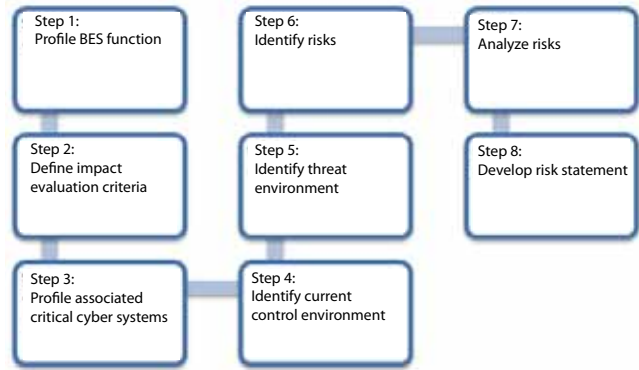 Step 1:
Profile BES function
Step 2:
Define impact
evaluation criteria
Step 3:
Profile associated
critical cyber systems
Step 4:
Identify current
control environment
Step 5:
Identify threat
environment
Step 6:
Identify risks
Step 7:
Analyze risks
Step 8:
Develop risk statement